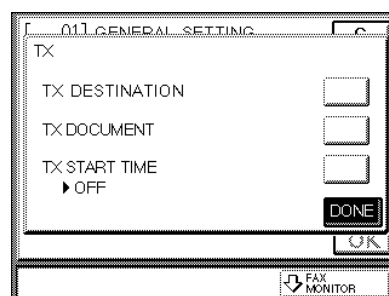 [ 01] GENERAL SETTING
TX
TX DESTINATION
TX DOCUMENT
TX START TIME
▶ OFF
DONE
OK
FAX
MONITOR